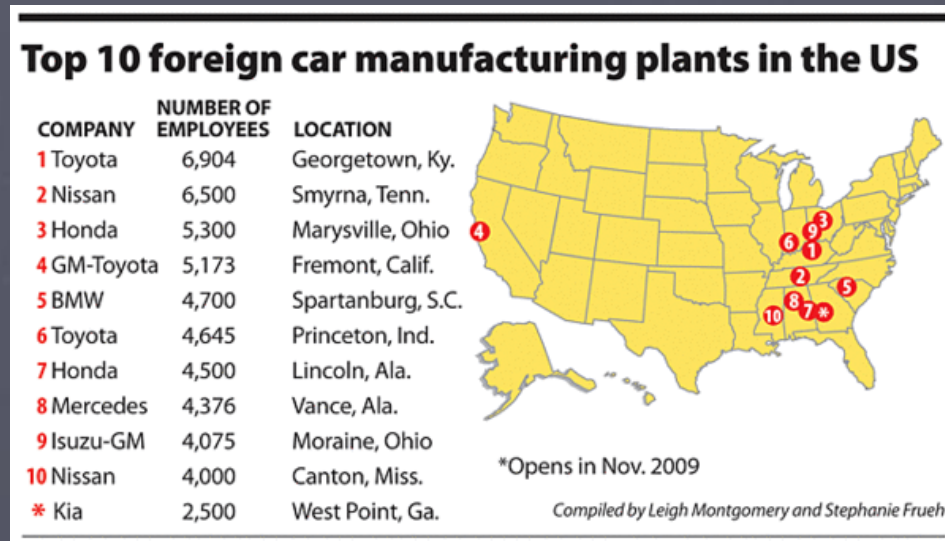 Top 10 foreign car manufacturing plants in the US
COMPANY NUMBER OF EMPLOYEES LOCATION
1 Toyota 6,904 Georgetown, Ky.
2 Nissan 6,500 Smyrna, Tenn.
3 Honda 5,300 Marysville, Ohio
4 GM-Toyota 5,173 Fremont, Calif.
5 BMW 4,700 Spartanburg, S.C.
6 Toyota 4,645 Princeton, Ind.
7 Honda 4,500 Lincoln, Ala.
8 Mercedes 4,376 Vance, Ala.
9 Isuzu-GM 4,075 Moraine, Ohio
10 Nissan 4,000 Canton, Miss.
* Kia 2,500 West Point, Ga.
4
3
9
6
1
2
5
8
7 *
10
*Opens in Nov. 2009
Compiled by Leigh Montgomery and Stephanie Frueh